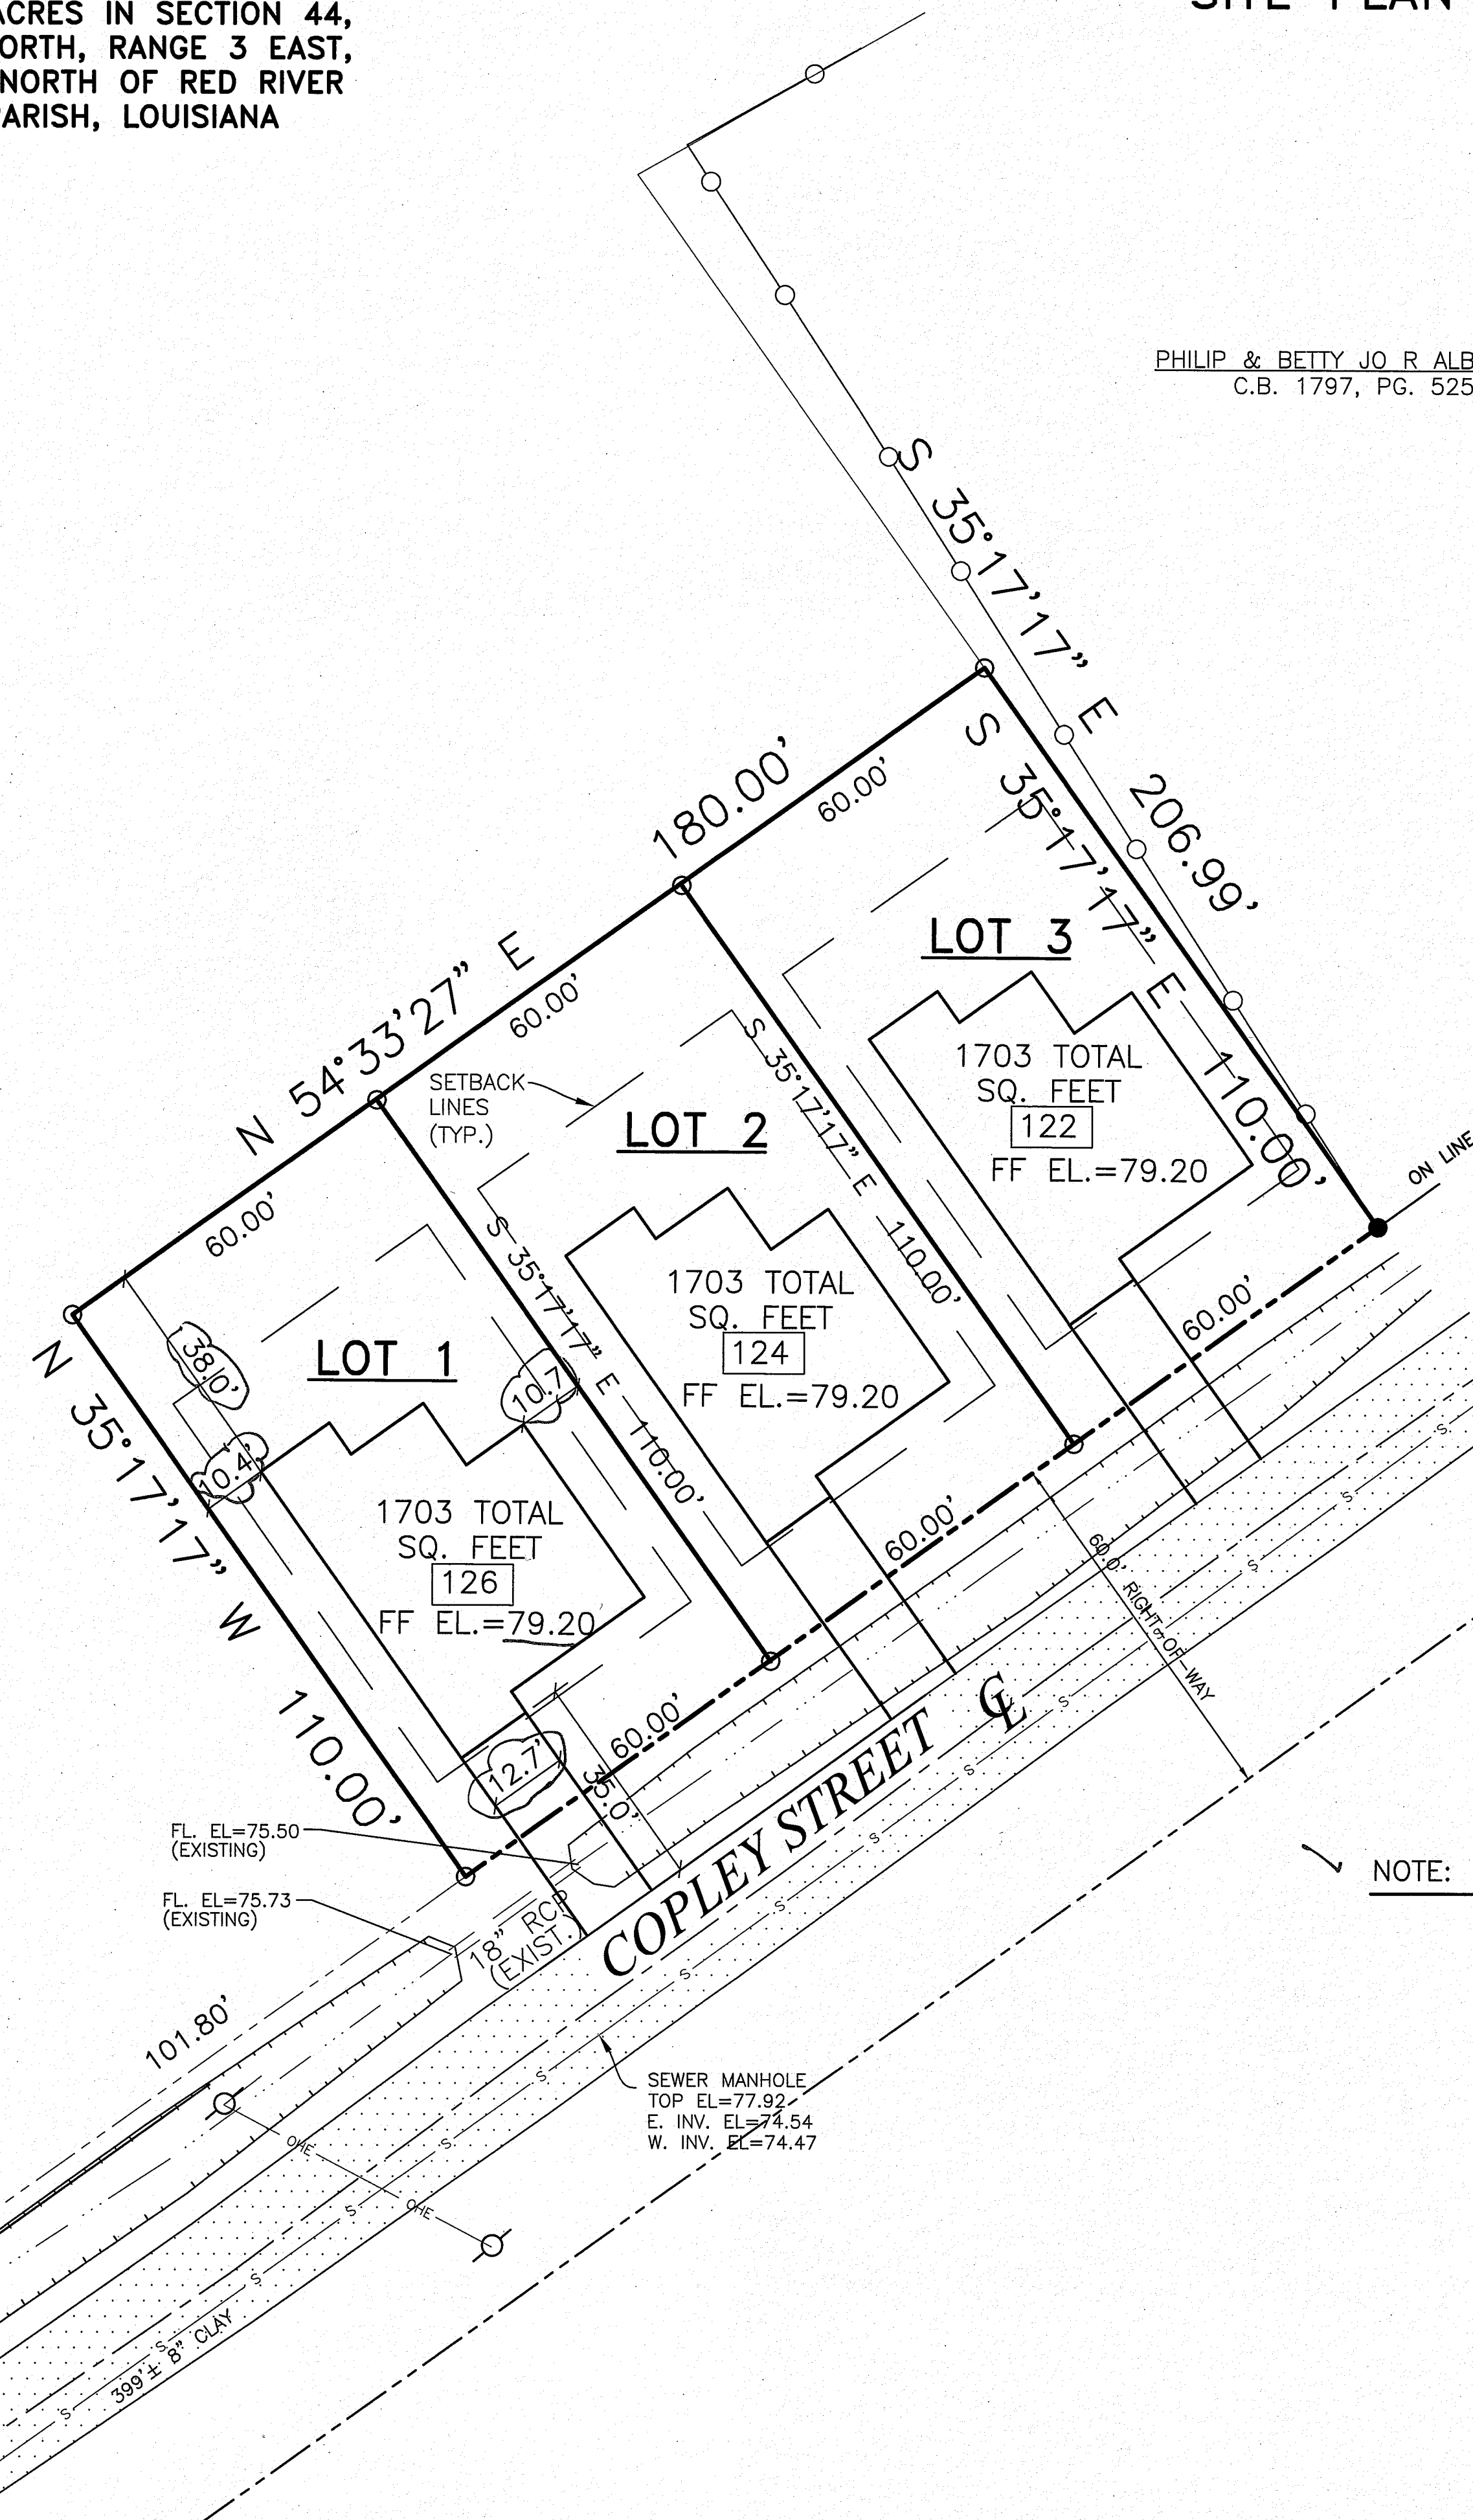 ACRES IN SECTION 44,
ORTH, RANGE 3 EAST,
NORTH OF RED RIVER
PARISH, LOUISIANA
SITE PLAN
PHILIP & BETTY JO R ALB
C.B. 1797, PG. 525
S 35°17'17" E 206.99'
180.00'
N 54°33'27" E
60.00'
60.00'
60.00'
S 35°17'17" E 110.00'
LOT 3
1703 TOTAL
SQ. FEET
122
FF EL.=79.20
ON LINE
SETBACK
LINES
(TYP.)
LOT 2
S 35°17'17" E 110.00'
1703 TOTAL
SQ. FEET
124
FF EL.=79.20
60.00'
LOT 1
S 35°17'17" E 110.00'
38.0'
10.7
10.4'
1703 TOTAL
SQ. FEET
126
FF EL.=79.20
N 35°17'17" W 110.00'
60.00'
60.0' RIGHT-OF-WAY
60.00'
12.7'
35.0'
COPLEY STREET ℄
FL. EL=75.50
(EXISTING)
FL. EL=75.73
(EXISTING)
18" RCP
(EXIST.)
NOTE:
101.80'
SEWER MANHOLE
TOP EL=77.92
E. INV. EL=74.54
W. INV. EL=74.47
OHE
OHE
S
S
S
S
S
S
S
S
S
S
S
S
S
S
399'± 8" CLAY